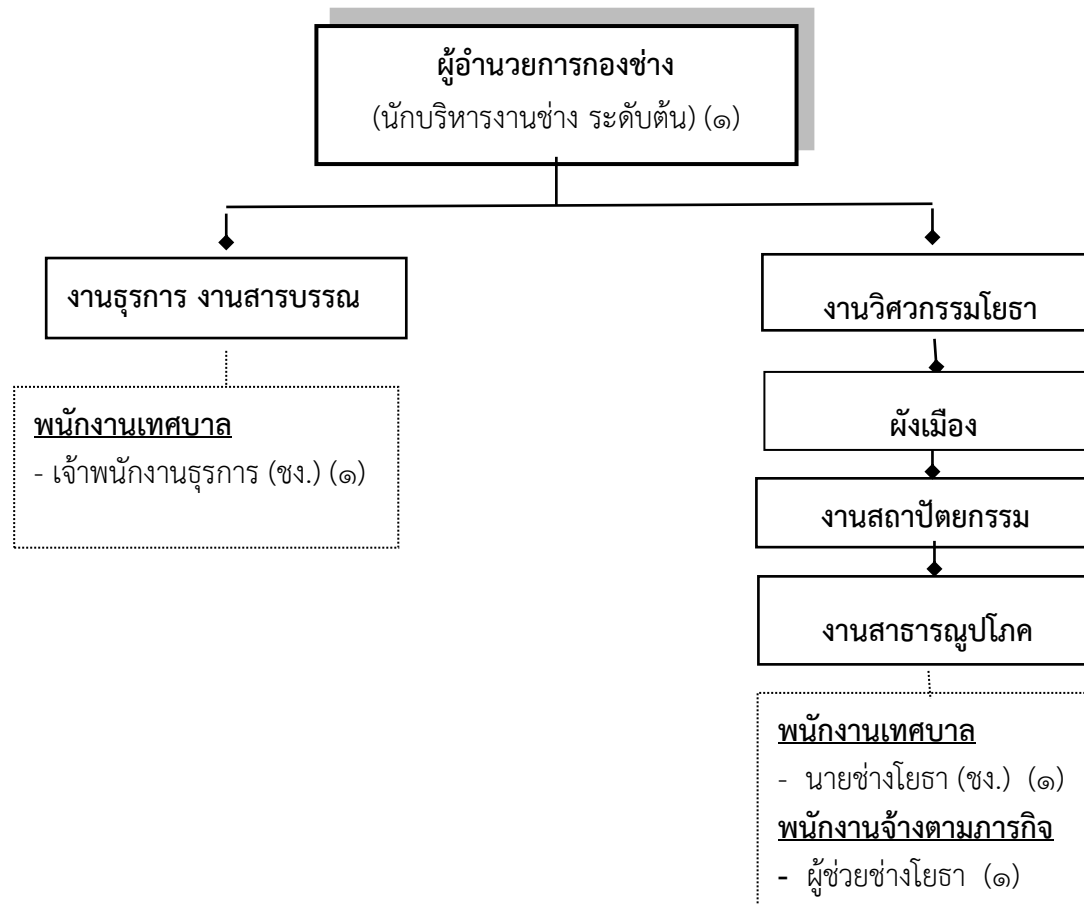 ผู้อำนวยการกองช่าง
(นักบริหารงานช่าง ระดับต้น) (๑)
งานธุรการ งานสารบรรณ
พนักงานเทศบาล
- เจ้าพนักงานธุรการ (ชง.) (๑)
งานวิศวกรรมโยธา
ผังเมือง
งานสถาปัตยกรรม
งานสาธารณูปโภค
พนักงานเทศบาล
- นายช่างโยธา (ชง.) (๑)
พนักงานจ้างตามภารกิจ
- ผู้ช่วยช่างโยธา (๑)